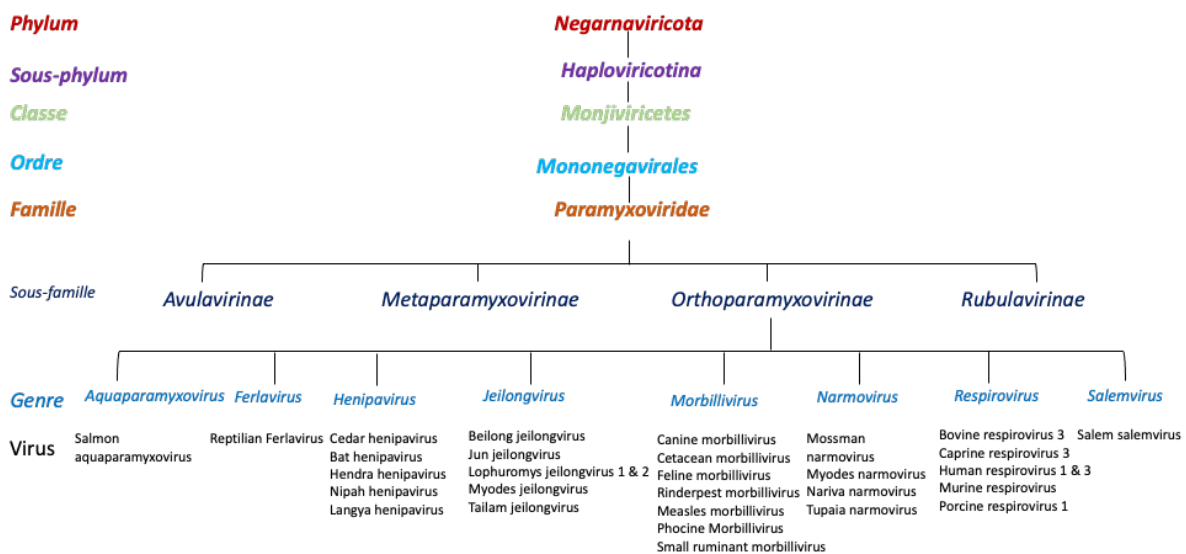 Phylum Negarnaviricota
Sous-phylum Haploviricotina
Classe Monjiviricetes
Ordre Mononegavirales
Famille Paramyxoviridae
Sous-famille Avulavirinae Metaparamyxovirinae Orthoparamyxovirinae Rubulavirinae
Genre Aquaparamyxovirus Ferlavirus Henipavirus Jeilongvirus Morbillivirus Narmovirus Respirovirus Salemvirus
Virus
Salmon
aquaparamyxovirus
Reptilian Ferlavirus
Cedar henipavirus
Bat henipavirus
Hendra henipavirus
Nipah henipavirus
Langya henipavirus
Beilong jeilongvirus
Jun jeilongvirus
Lophuromys jeilongvirus 1 & 2
Myodes jeilongvirus
Tailam jeilongvirus
Canine morbillivirus
Cetacean morbillivirus
Feline morbillivirus
Rinderpest morbillivirus
Measles morbillivirus
Phocine Morbillivirus
Small ruminant morbillivirus
Mossman
narmovirus
Myodes narmovirus
Nariva narmovirus
Tupaia narmovirus
Bovine respirovirus 3
Caprine respirovirus 3
Human respirovirus 1 & 3
Murine respirovirus
Porcine respirovirus 1
Salem salemvirus